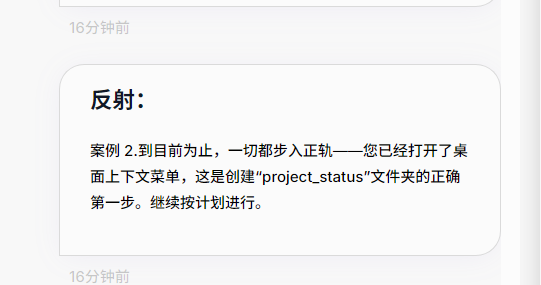 16分钟前
反射：
案例 2.到目前为止，一切都步入正轨——您已经打开了桌
面上下文菜单，这是创建“project_status”文件夹的正确
第一步。继续按计划进行。
16分钟前